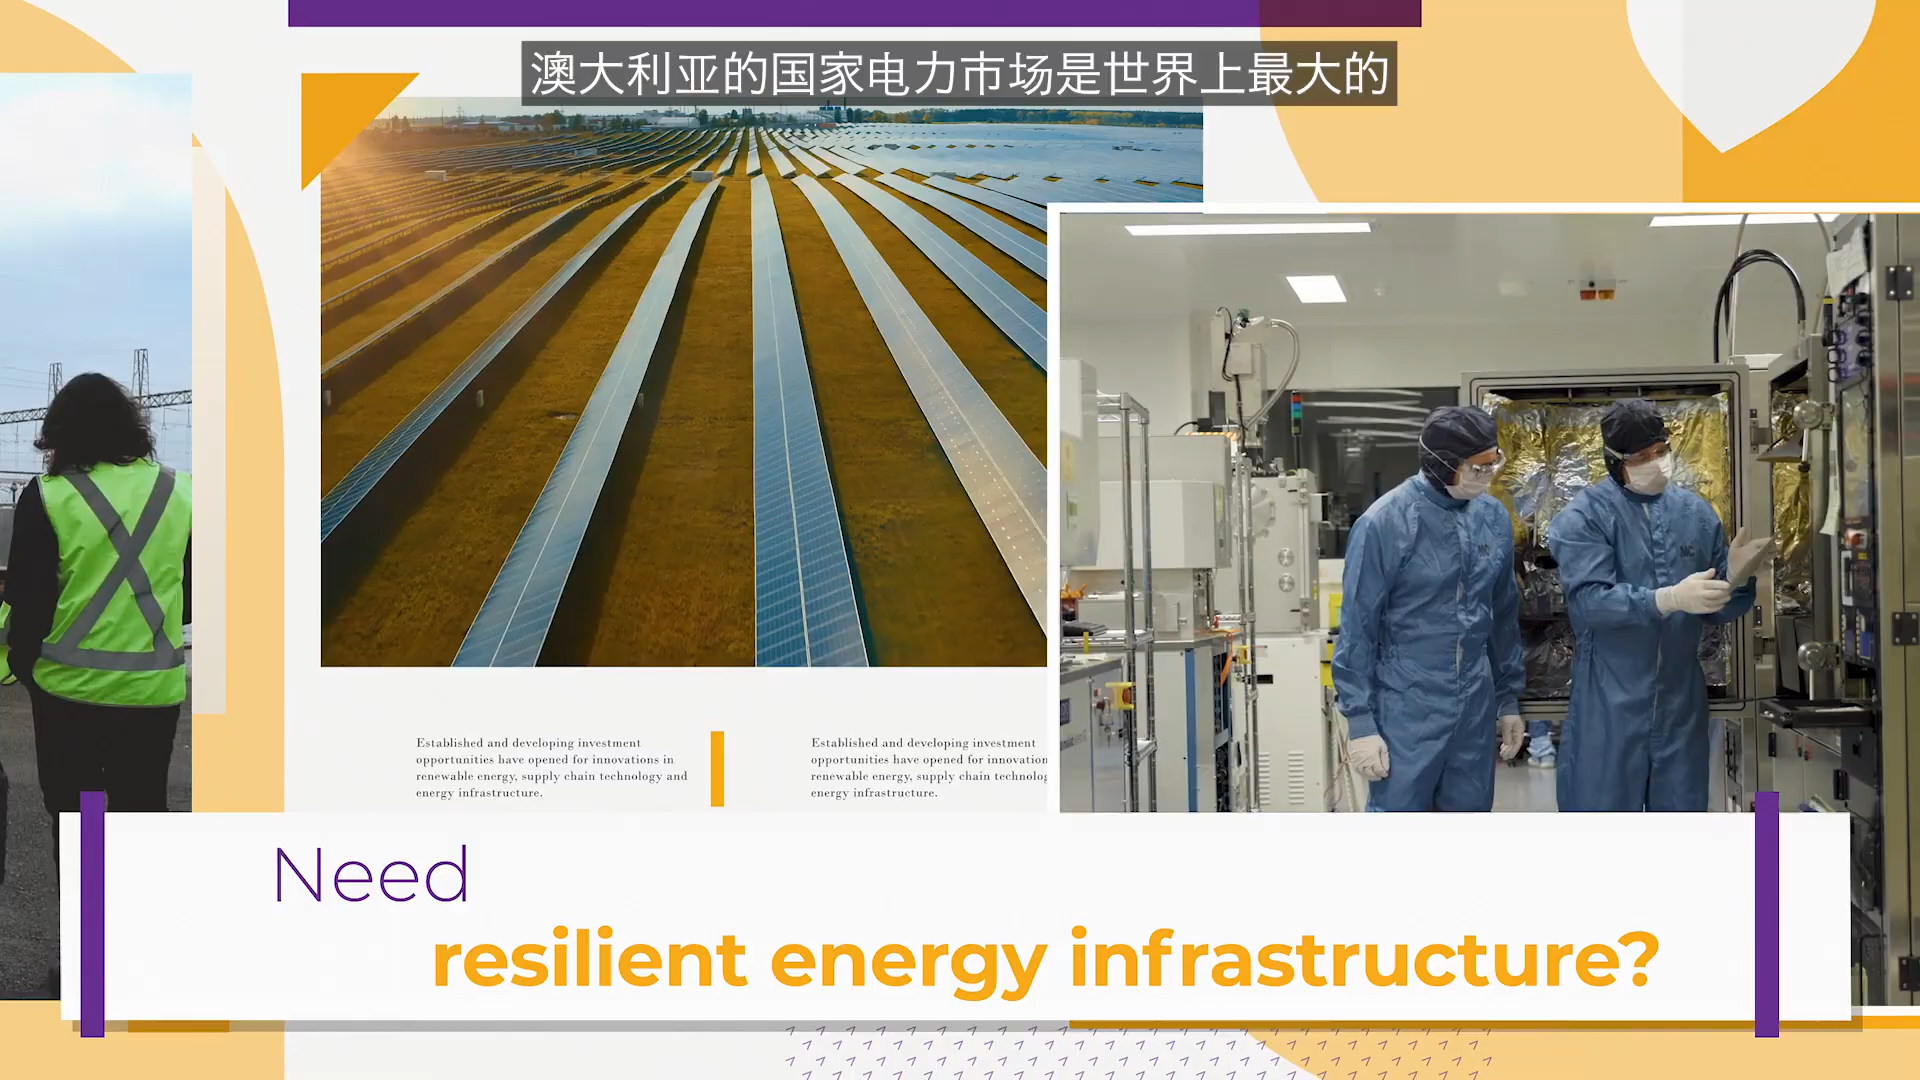 澳大利亚的国家电力市场是世界上最大的
Established and developing investment
opportunities have opened for innovations in
renewable energy, supply chain technology and
energy infrastructure.
Established and developing investment
opportunities have opened for innovation
renewable energy, supply chain technolog
energy infrastructure.
Need
resilient energy infrastructure?